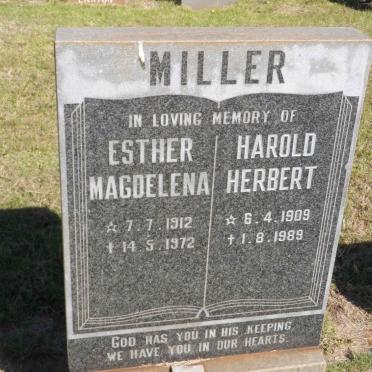 MILLER
IN LOVING MEMORY OF
ESTHER
MAGDELENA
☆ 7.7.1912
† 14.5.1972
HAROLD
HERBERT
☆ 6.4.1909
† 1.8.1989
GOD HAS YOU IN HIS KEEPING
WE HAVE YOU IN OUR HEARTS